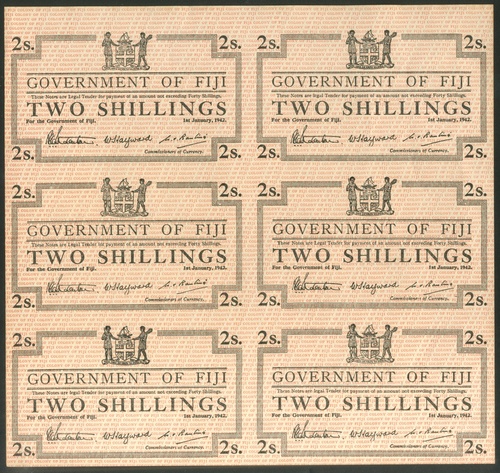 2s. 2s. 2s. 2s.
GOVERNMENT OF FIJI GOVERNMENT OF FIJI
These Notes are Legal Tender for payment of an amount not exceeding Forty Shillings. These Notes are Legal Tender for payment of an amount not exceeding Forty Shillings.
TWO SHILLINGS TWO SHILLINGS
For the Government of Fiji. 1st January, 1942. For the Government of Fiji. 1st January, 1942.
WSHayward WSHayward
Commissioners of Currency. Commissioners of Currency.
2s. 2s. 2s. 2s.
2s. 2s. 2s. 2s.
GOVERNMENT OF FIJI GOVERNMENT OF FIJI
These Notes are Legal Tender for payment of an amount not exceeding Forty Shillings. These Notes are Legal Tender for payment of an amount not exceeding Forty Shillings.
TWO SHILLINGS TWO SHILLINGS
For the Government of Fiji. 1st January, 1942. For the Government of Fiji. 1st January, 1942.
WSHayward WSHayward
Commissioners of Currency. Commissioners of Currency.
2s. 2s. 2s. 2s.
2s. 2s. 2s. 2s.
GOVERNMENT OF FIJI GOVERNMENT OF FIJI
These Notes are Legal Tender for payment of an amount not exceeding Forty Shillings. These Notes are Legal Tender for payment of an amount not exceeding Forty Shillings.
TWO SHILLINGS TWO SHILLINGS
For the Government of Fiji. 1st January, 1942. For the Government of Fiji. 1st January, 1942.
WSHayward WSHayward
Commissioners of Currency. Commissioners of Currency.
2s. 2s. 2s. 2s.